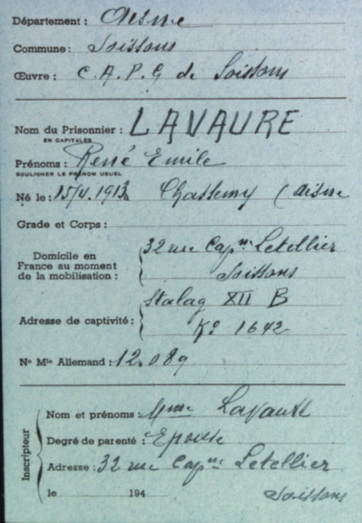 Département : Aisne
Commune : Soissons
Œuvre : C.A.P.G de Soissons
Nom du Prisonnier : LAVAURE
EN CAPITALES
Prénoms : René Emile
SOULIGNER LE PRÉNOM USUEL
Né le : 15/4.1913 Chassemy (Aisne
Grade et Corps :
Domicile en France au moment de la mobilisation : 32 rue Capne Letellier
Soissons
Adresse de captivité : Stalag XII B
Ko 1642
No Mle Allemand : 12.089
Inscripteur
Nom et prénoms : Mme Lavaure
Degré de parenté : Epouse
Adresse : 32 rue Capne Letellier
le 194 Soissons